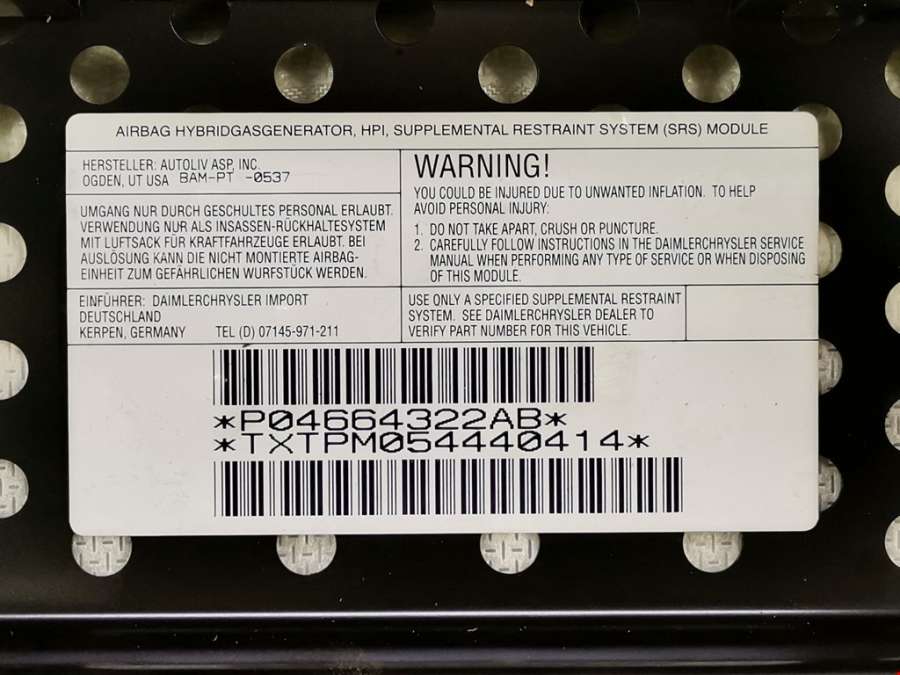 AIRBAG HYBRIDGASGENERATOR, HPI, SUPPLEMENTAL RESTRAINT SYSTEM (SRS) MODULE
HERSTELLER: AUTOLIV ASP, INC.
OGDEN, UT USA BAM-PT -0537
UMGANG NUR DURCH GESCHULTES PERSONAL ERLAUBT.
VERWENDUNG NUR ALS INSASSEN-RÜCKHALTESYSTEM
MIT LUFTSACK FÜR KRAFTFAHRZEUGE ERLAUBT. BEI
AUSLÖSUNG KANN DIE NICHT MONTIERTE AIRBAG-
EINHEIT ZUM GEFÄHRLICHEN WURFSTÜCK WERDEN.
EINFÜHRER: DAIMLERCHRYSLER IMPORT
DEUTSCHLAND
KERPEN, GERMANY TEL (D) 07145-971-211
WARNING!
YOU COULD BE INJURED DUE TO UNWANTED INFLATION. TO HELP
AVOID PERSONAL INJURY:
1. DO NOT TAKE APART, CRUSH OR PUNCTURE.
2. CAREFULLY FOLLOW INSTRUCTIONS IN THE DAIMLERCHRYSLER SERVICE
MANUAL WHEN PERFORMING ANY TYPE OF SERVICE OR WHEN DISPOSING
OF THIS MODULE.
USE ONLY A SPECIFIED SUPPLEMENTAL RESTRAINT
SYSTEM. SEE DAIMLERCHRYSLER DEALER TO
VERIFY PART NUMBER FOR THIS VEHICLE.
*P04664322AB*
*TXTPM054440414*